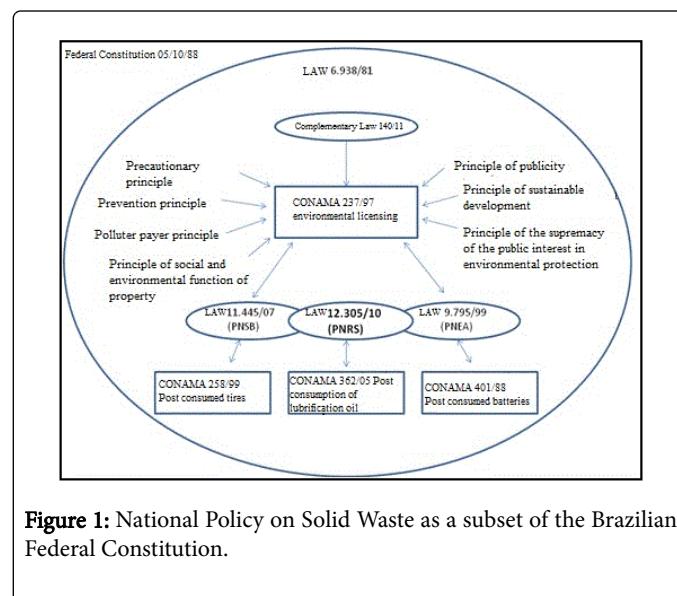 Federal Constitution 05/10/88
LAW 6.938/81
Complementary Law 140/11
Precautionary
principle
Prevention principle
Polluter payer principle
Principle of social and
environmental function of
property
CONAMA 237/97
environmental licensing
Principle of publicity
Principle of sustainable
development
Principle of the supremacy
of the public interest in
environmental protection
LAW11.445/07
(PNSB)
LAW12.305/10
(PNRS)
LAW 9.795/99
(PNEA)
CONAMA 258/99
Post consumed tires
CONAMA 362/05 Post
consumption of
lubrification oil
CONAMA 401/88
Post consumed batteries
Figure 1: National Policy on Solid Waste as a subset of the Brazilian
Federal Constitution.